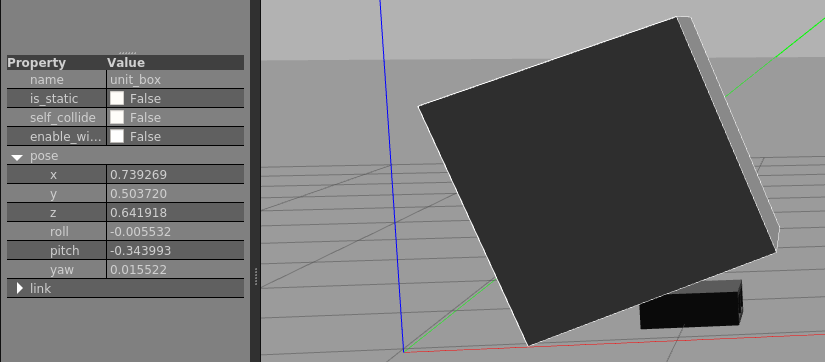 Property Value
name unit_box
is_static False
self_collide False
enable_wi... False
pose
x 0.739269
y 0.503720
z 0.641918
roll -0.005532
pitch -0.343993
yaw 0.015522
link